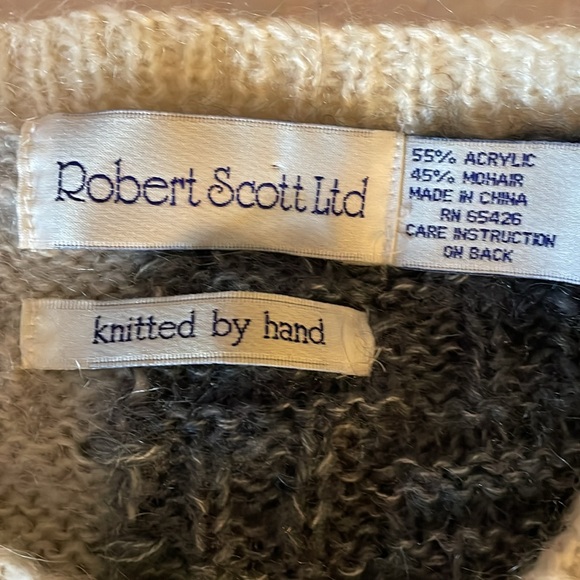 Robert Scott Ltd
55% ACRYLIC
45% MOHAIR
MADE IN CHINA
RN 65426
CARE INSTRUCTION
ON BACK
knitted by hand